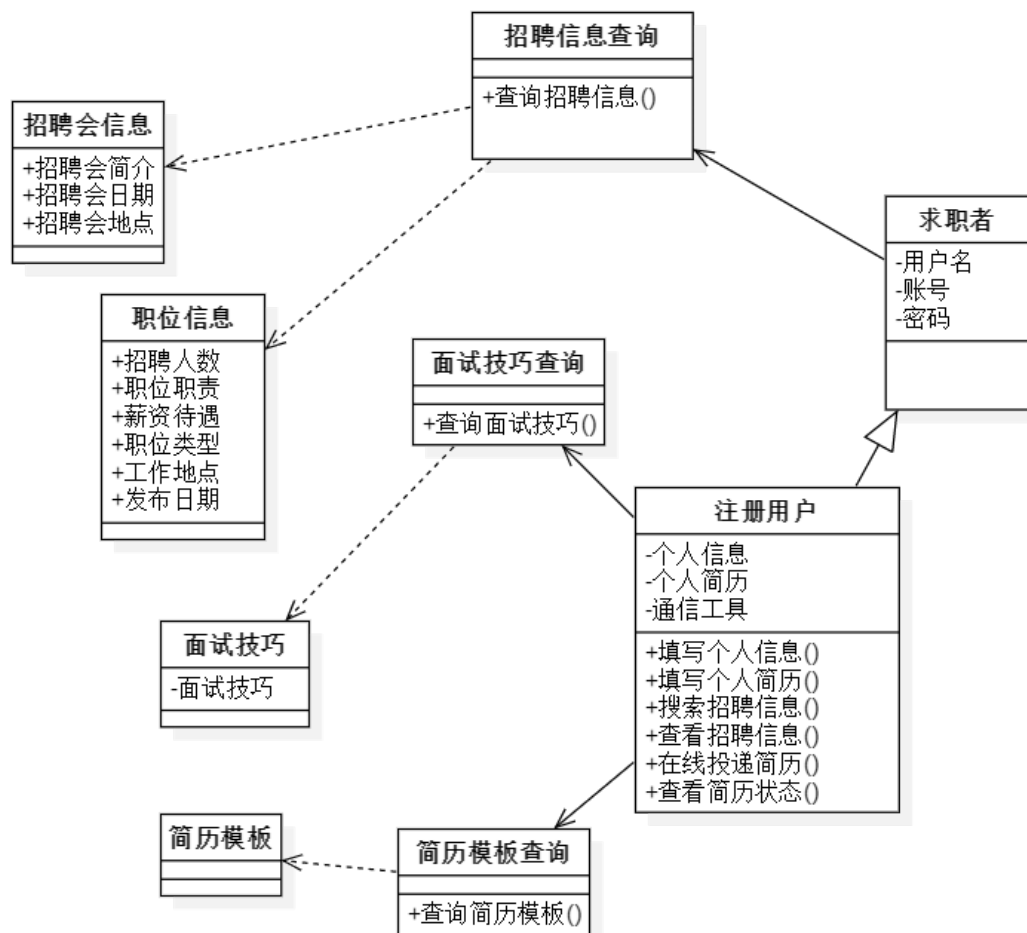 招聘信息查询
+查询招聘信息()
招聘会信息
+招聘会简介
+招聘会日期
+招聘会地点
求职者
-用户名
-账号
-密码
职位信息
+招聘人数
+职位职责
+薪资待遇
+职位类型
+工作地点
+发布日期
面试技巧查询
+查询面试技巧()
注册用户
-个人信息
-个人简历
-通信工具
+填写个人信息()
+填写个人简历()
+搜索招聘信息()
+查看招聘信息()
+在线投递简历()
+查看简历状态()
面试技巧
-面试技巧
简历模板
简历模板查询
+查询简历模板()